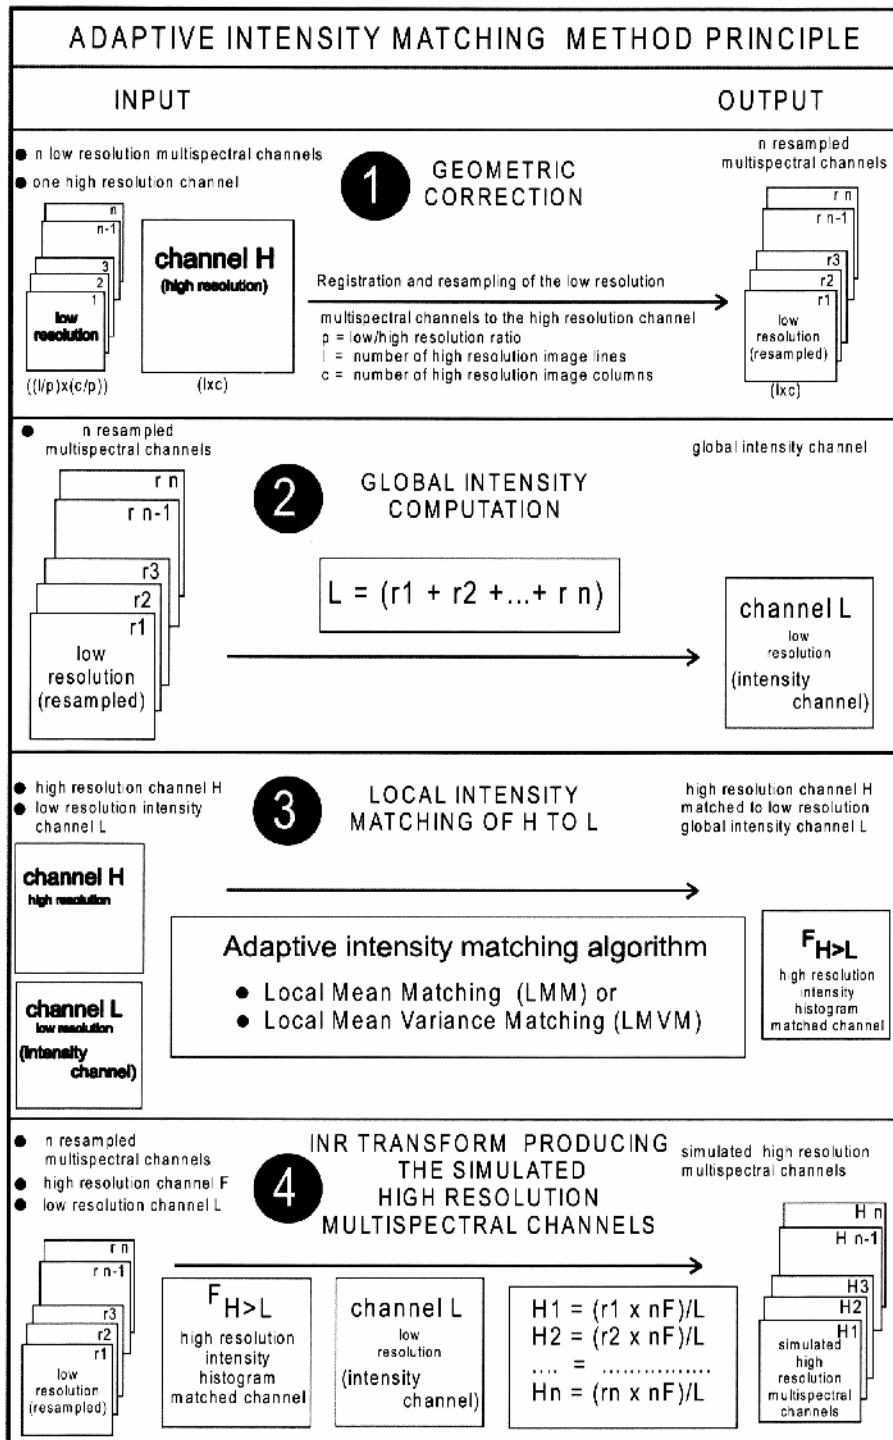 ADAPTIVE INTENSITY MATCHING METHOD PRINCIPLE
INPUT
OUTPUT
● n low resolution multispectral channels
● one high resolution channel
1
GEOMETRIC
CORRECTION
n resampled
multispectral channels
n
n-1
3
2
1
low
resolution
((l/p)x(c/p))
channel H
(high resolution)
(lxc)
Registration and resampling of the low resolution
multispectral channels to the high resolution channel
p = low/high resolution ratio
l = number of high resolution image lines
c = number of high resolution image columns
r n
r n-1
r3
r2
r1
low
resolution
(resampled)
(lxc)
● n resampled
multispectral channels
2
GLOBAL INTENSITY
COMPUTATION
global intensity channel
r n
r n-1
r3
r2
r1
low
resolution
(resampled)
L = (r1 + r2 +...+ r n)
channel L
low
resolution
(intensity
channel)
● high resolution channel H
● low resolution intensity
channel L
3
LOCAL INTENSITY
MATCHING OF H TO L
high resolution channel H
matched to low resolution
global intensity channel L
channel H
high resolution
channel L
low resolution
(intensity
channel)
Adaptive intensity matching algorithm
● Local Mean Matching (LMM) or
● Local Mean Variance Matching (LMVM)
F H>L
high resolution
intensity
histogram
matched channel
● n resampled
multispectral channels
● high resolution channel F
● low resolution channel L
4
INR TRANSFORM PRODUCING
THE SIMULATED
HIGH RESOLUTION
MULTISPECTRAL CHANNELS
simulated high resolution
multispectral channels
r n
r n-1
r3
r2
r1
low
resolution
(resampled)
F H>L
high resolution
intensity
histogram
matched channel
channel L
low
resolution
(intensity
channel)
H1 = (r1 x nF)/L
H2 = (r2 x nF)/L
.... = ................
Hn = (rn x nF)/L
H n
H n-1
H3
H2
H1
simulated
high
resolution
multispectral
channels